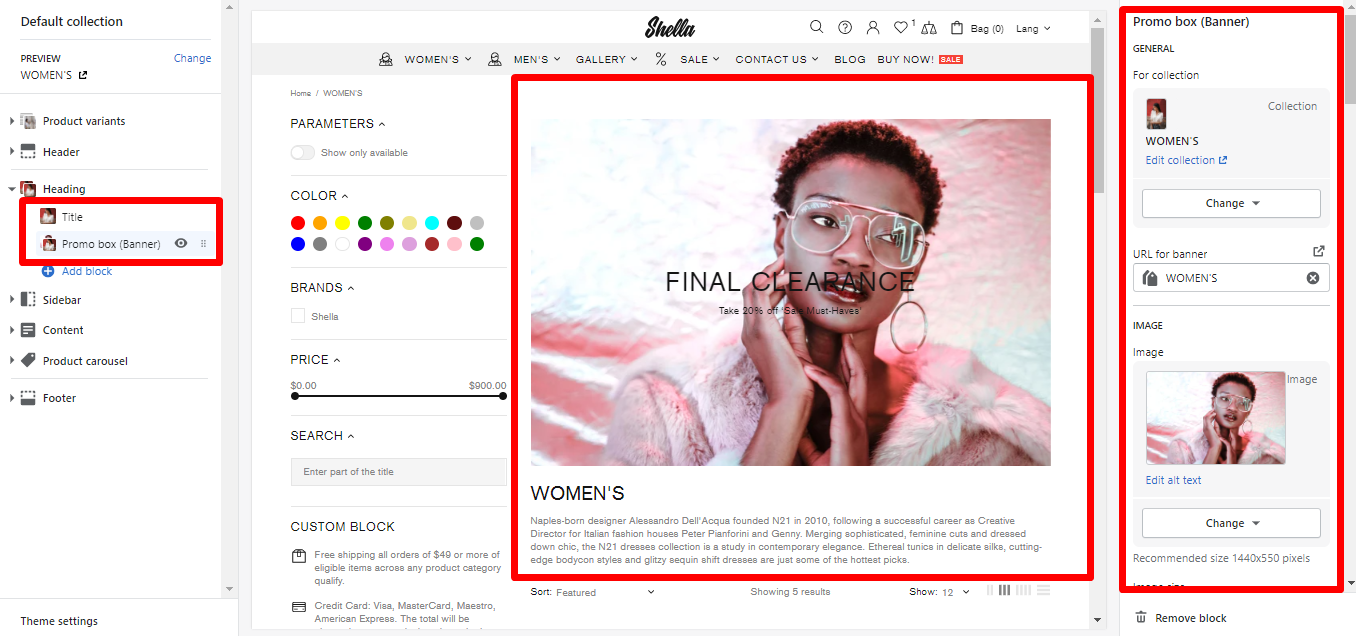 Default collection
PREVIEW
Change
WOMEN'S
Product variants
Header
Heading
Title
Promo box (Banner)
Add block
Sidebar
Content
Product carousel
Footer
Theme settings
Shella
1
Bag (0)
Lang
WOMEN'S
MEN'S
GALLERY
%
SALE
CONTACT US
BLOG
BUY NOW!
SALE
Home / WOMEN'S
PARAMETERS
Show only available
COLOR
BRANDS
Shella
PRICE
$0.00
$900.00
SEARCH
Enter part of the title
CUSTOM BLOCK
Free shipping all orders of $49 or more of
eligible items across any product category
qualify.
Credit Card: Visa, MasterCard, Maestro,
American Express. The total will be
FINAL CLEARANCE
Take 20% off 'Sale Must-Haves'
WOMEN'S
Naples-born designer Alessandro Dell'Acqua founded N21 in 2010, following a successful career as Creative
Director for Italian fashion houses Peter Pianforini and Genny. Merging sophisticated, feminine cuts and dressed
down chic, the N21 dresses collection is a study in contemporary elegance. Ethereal tunics in delicate silks, cutting-
edge bodycon styles and glitzy sequin shift dresses are just some of the hottest picks.
Sort: Featured
Showing 5 results
Show: 12
Promo box (Banner)
GENERAL
For collection
Collection
WOMEN'S
Edit collection
Change
URL for banner
WOMEN'S
IMAGE
Image
Image
Edit alt text
Change
Recommended size 1440x550 pixels
Image size
Remove block